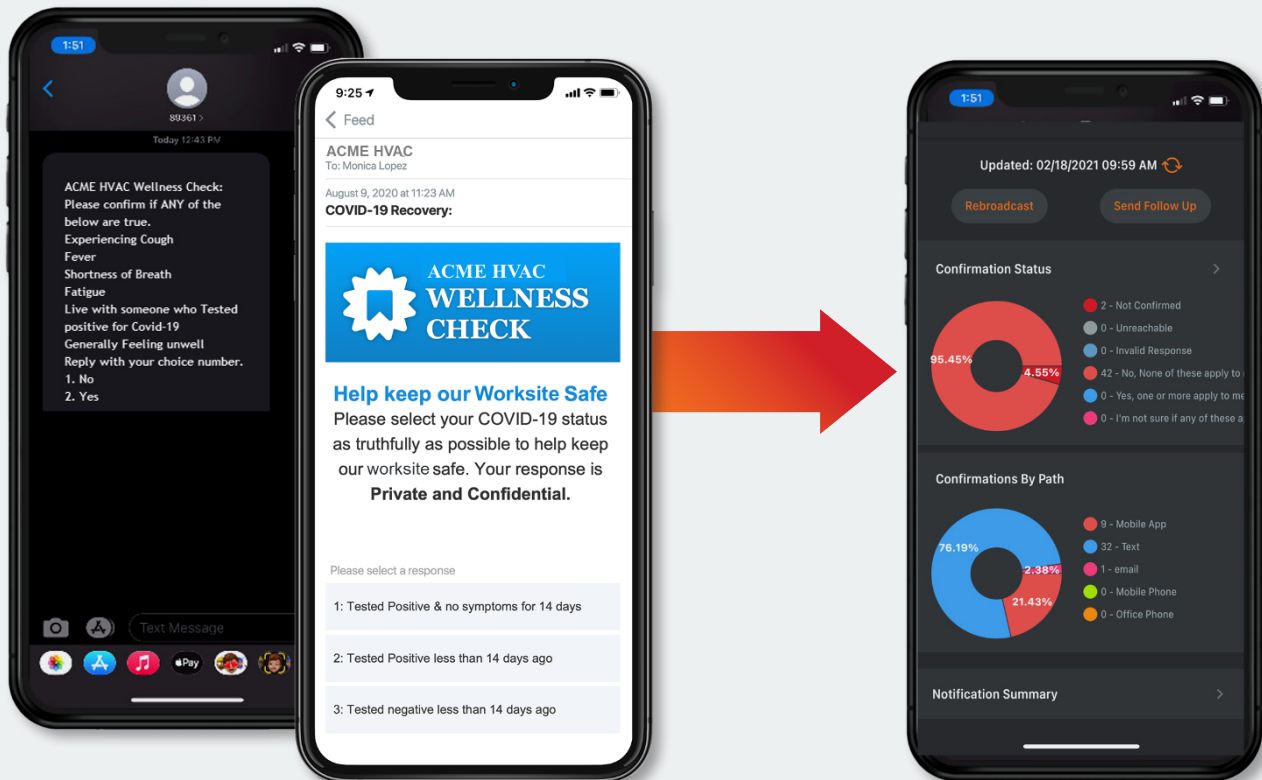 1:51
89361 >
Today 12:43 PM
ACME HVAC Wellness Check:
Please confirm if ANY of the
below are true.
Experiencing Cough
Fever
Shortness of Breath
Fatigue
Live with someone who Tested
positive for Covid-19
Generally Feeling unwell
Reply with your choice number.
1. No
2. Yes
Text Message
Pay
9:25
Feed
ACME HVAC
To: Monica Lopez
August 9, 2020 at 11:23 AM
COVID-19 Recovery:
ACME HVAC
WELLNESS
CHECK
Help keep our Worksite Safe
Please select your COVID-19 status
as truthfully as possible to help keep
our worksite safe. Your response is
Private and Confidential.
Please select a response
1: Tested Positive & no symptoms for 14 days
2: Tested Positive less than 14 days ago
3: Tested negative less than 14 days ago
1:51
Updated: 02/18/2021 09:59 AM
Rebroadcast
Send Follow Up
Confirmation Status
95.45%
4.55%
2 - Not Confirmed
0 - Unreachable
0 - Invalid Response
42 - No, None of these apply to
0 - Yes, one or more apply to me
0 - I'm not sure if any of these a
Confirmations By Path
76.19%
2.38%
21.43%
9 - Mobile App
32 - Text
1 - email
0 - Mobile Phone
0 - Office Phone
Notification Summary